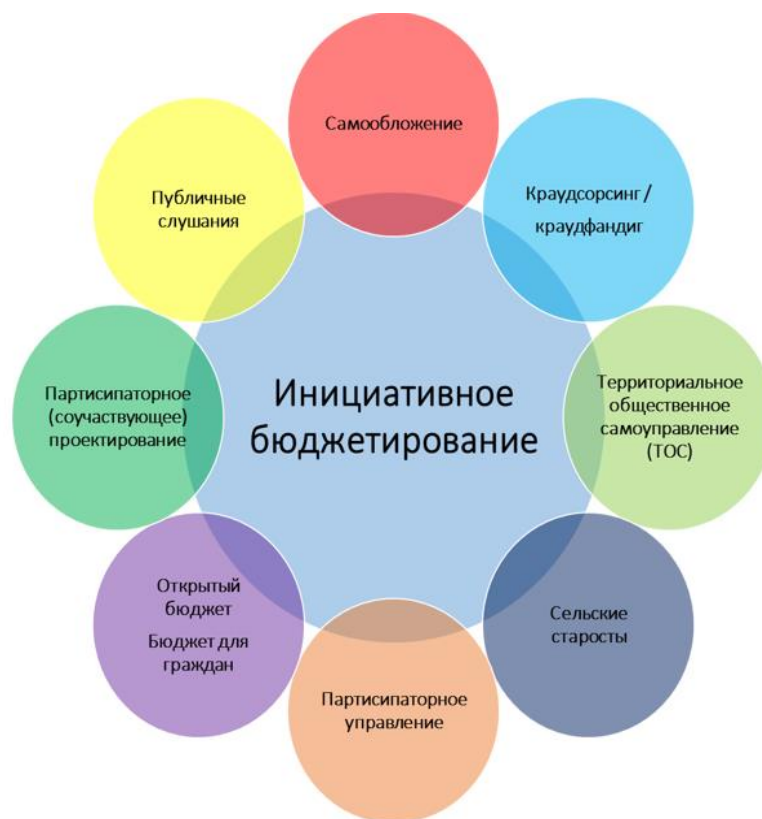 Самообложение
Краудсорсинг /
краудфандиг
Территориальное
общественное
самоуправление
(ТОС)
Сельские
старосты
Партисипаторное
управление
Открытый
бюджет
Бюджет для
граждан
Партисипаторное
(соучаствующее)
проектирование
Публичные
слушания
Инициативное
бюджетирование